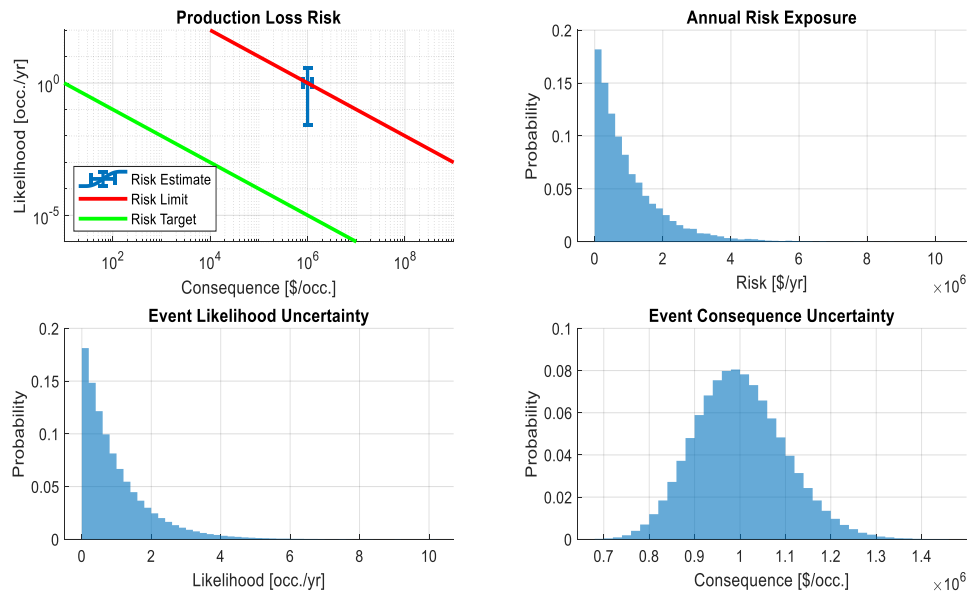 Production Loss Risk
Likelihood [occ./yr]
10^0
10^-5
Risk Estimate
Risk Limit
Risk Target
10^2 10^4 10^6 10^8
Consequence [$/occ.]
Annual Risk Exposure
Probability
0.2
0.15
0.1
0.05
0
0 2 4 6 8 10
Risk [$/yr]
×10^6
Event Likelihood Uncertainty
Probability
0.2
0.15
0.1
0.05
0
0 2 4 6 8 10
Likelihood [occ./yr]
Event Consequence Uncertainty
Probability
0.1
0.08
0.06
0.04
0.02
0
0.7 0.8 0.9 1 1.1 1.2 1.3 1.4
Consequence [$/occ.]
×10^6